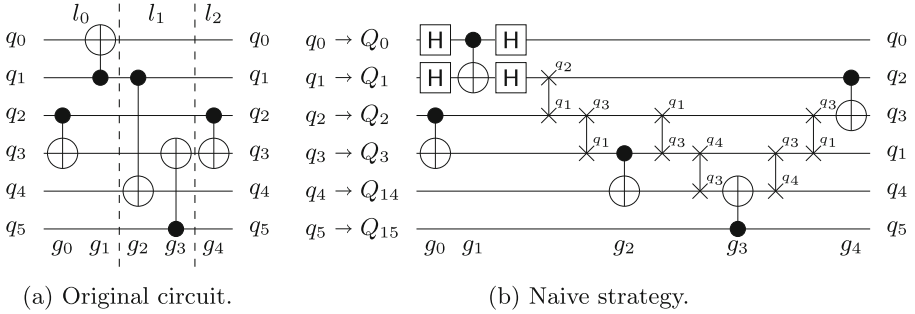 l₀ l₁ l₂
q₀ q₀ q₀ → Q₀ H H q₀
q₁ q₁ q₁ → Q₁ H H q₂ q₂
q₂ q₂ q₂ → Q₂ q₁ q₃ q₁ q₃ q₃
q₃ q₃ q₃ → Q₃ q₁ q₃ q₄ q₃ q₁ q₁
q₄ q₄ q₄ → Q₁₄ q₃ q₄ q₄
q₅ q₅ q₅ → Q₁₅ q₅
g₀ g₁ g₂ g₃ g₄ g₀ g₁ g₂ g₃ g₄
(a) Original circuit. (b) Naive strategy.